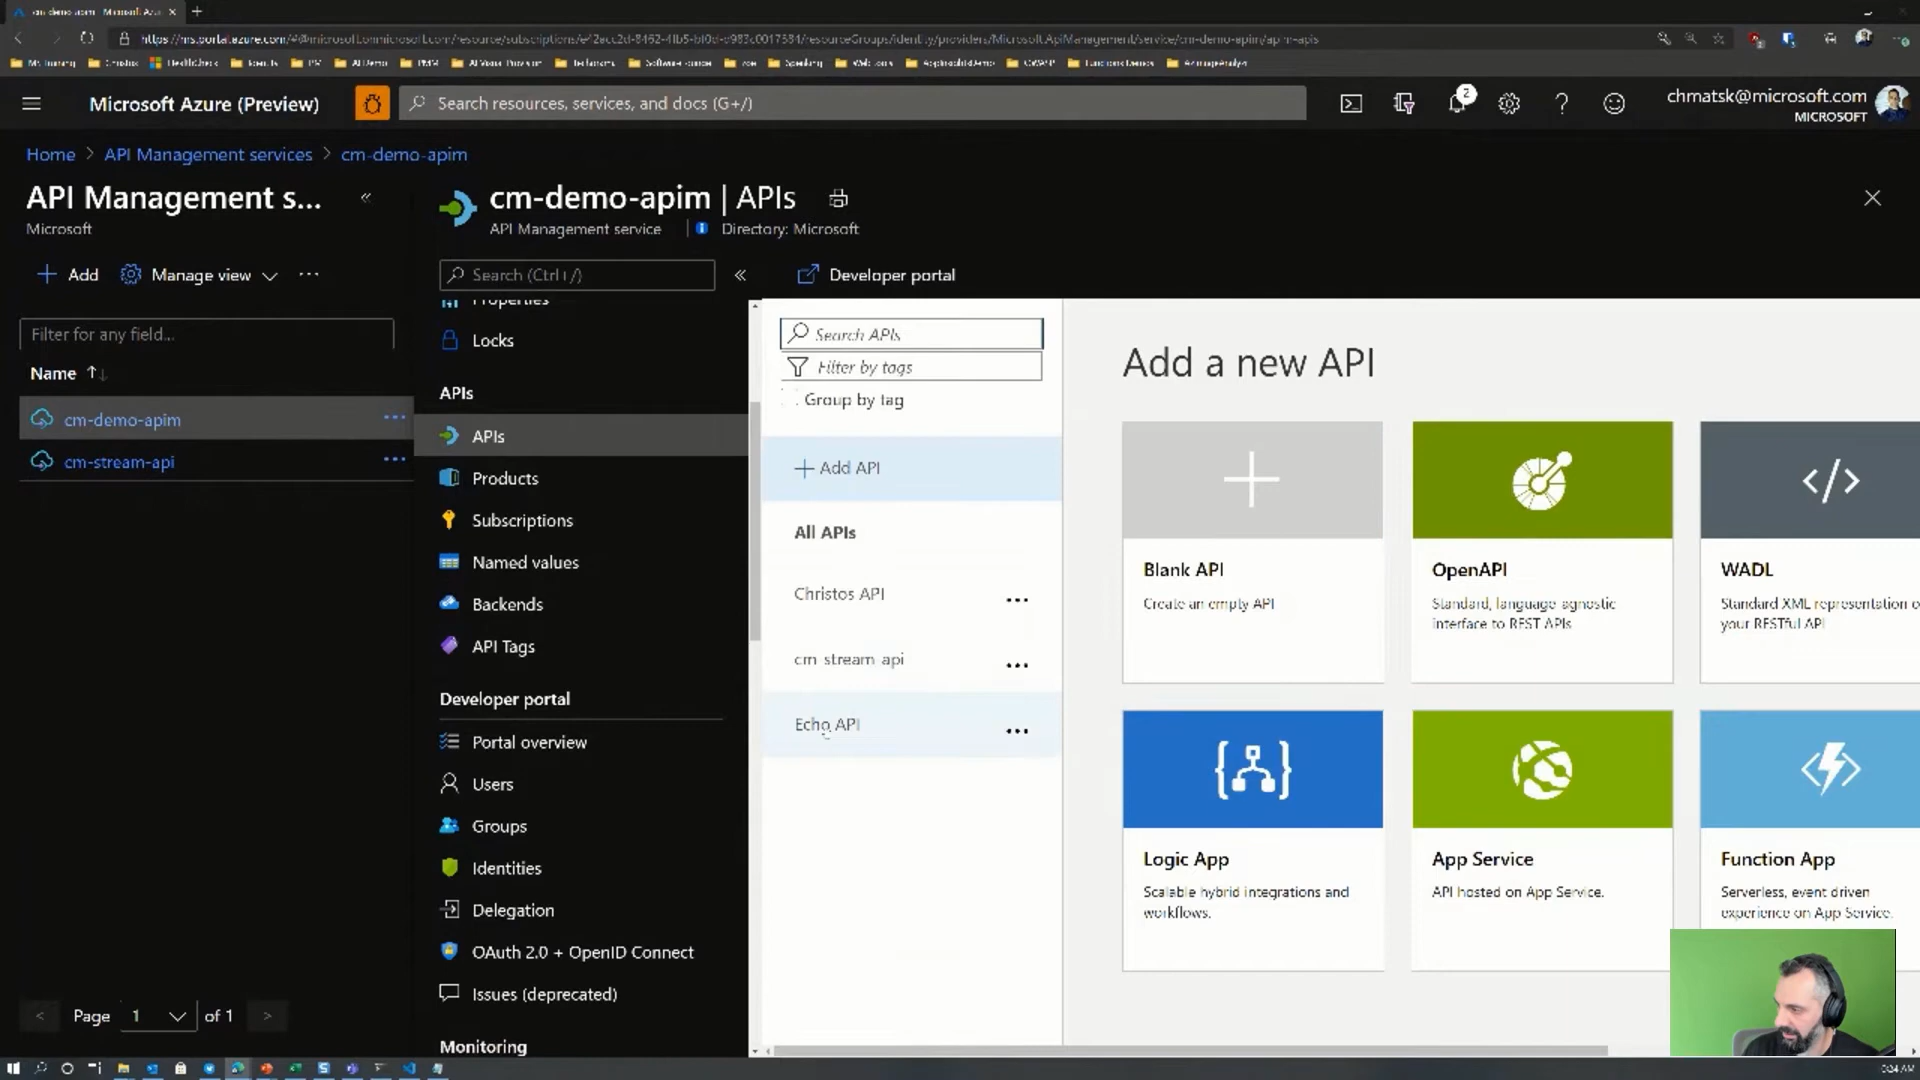 Microsoft Azure (Preview)
Search resources, services, and docs (G+/)
2
chmatsk@microsoft.com
MICROSOFT
Home > API Management services > cm-demo-apim
API Management s...
«
Microsoft
cm-demo-apim | APIs
API Management service
Directory: Microsoft
Add
Manage view
...
Search (Ctrl+/)
«
Developer portal
Filter for any field...
Name
cm-demo-apim
...
cm-stream-api
...
Page 1 of 1
Properties
Locks
APIs
APIs
Products
Subscriptions
Named values
Backends
API Tags
Developer portal
Portal overview
Users
Groups
Identities
Delegation
OAuth 2.0 + OpenID Connect
Issues (deprecated)
Monitoring
Search APIs
Filter by tags
Group by tag
+ Add API
All APIs
Christos API
...
cm-stream-api
...
Echo API
...
Add a new API
Blank API
Create an empty API
OpenAPI
Standard, language-agnostic
interface to REST APIs
WADL
Standard XML representation o
your RESTful API
Logic App
Scalable hybrid integrations and
workflows.
App Service
API hosted on App Service.
Function App
Serverless, event driven
experience on App Service.